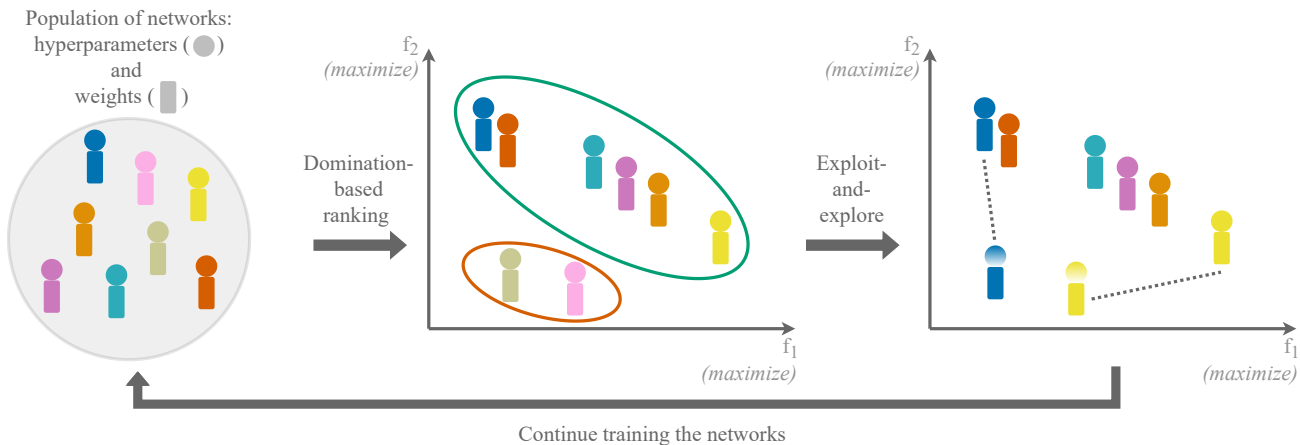 Population of networks:
hyperparameters ( )
and
weights ( )
f2
(maximize)
Domination-
based
ranking
f1
(maximize)
Exploit-
and-
explore
f2
(maximize)
f1
(maximize)
Continue training the networks